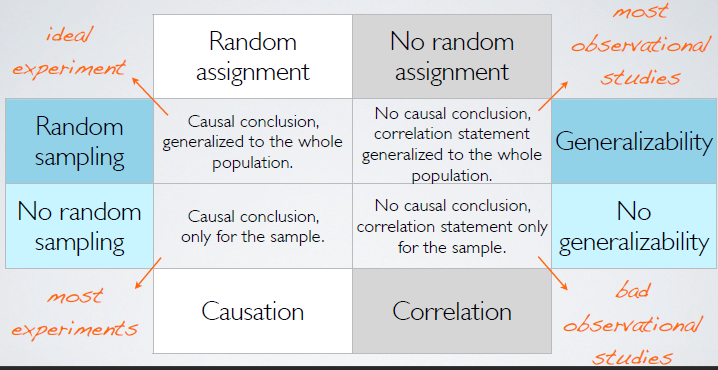 ideal
experiment
Random
assignment
No random
assignment
most
observational
studies
Random
sampling
Causal conclusion,
generalized to the whole
population.
No causal conclusion,
correlation statement
generalized to the whole
population.
Generalizability
No random
sampling
Causal conclusion,
only for the sample.
No causal conclusion,
correlation statement only
for the sample.
No
generalizability
most
experiments
Causation
Correlation
bad
observational
studies